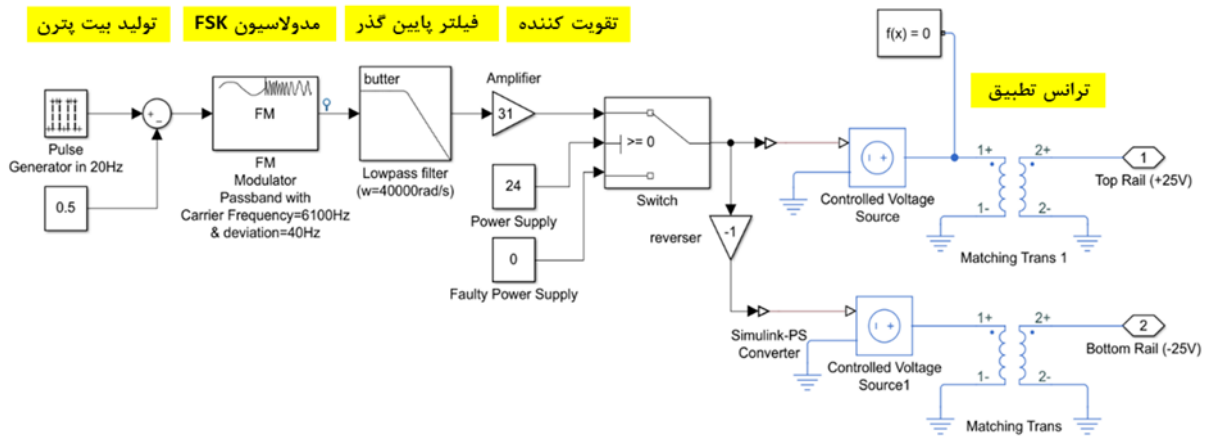 تولید بیت پترن
مدولاسیون FSK
فیلتر پایین گذر
تقویت کننده
ترانس تطبیق
f(x) = 0
butter
Amplifier
31
FM
+
-
Pulse
Generator in 20Hz
0.5
FM
Modulator
Passband with
Carrier Frequency=6100Hz
& deviation=40Hz
Lowpass filter
(w=40000rad/s)
24
Power Supply
0
Faulty Power Supply
>= 0
Switch
reverser
-1
Controlled Voltage
Source
1+
2+
1-
2-
Matching Trans 1
1
Top Rail (+25V)
Simulink-PS
Converter
Controlled Voltage
Source1
1+
2+
1-
2-
Matching Trans
2
Bottom Rail (-25V)